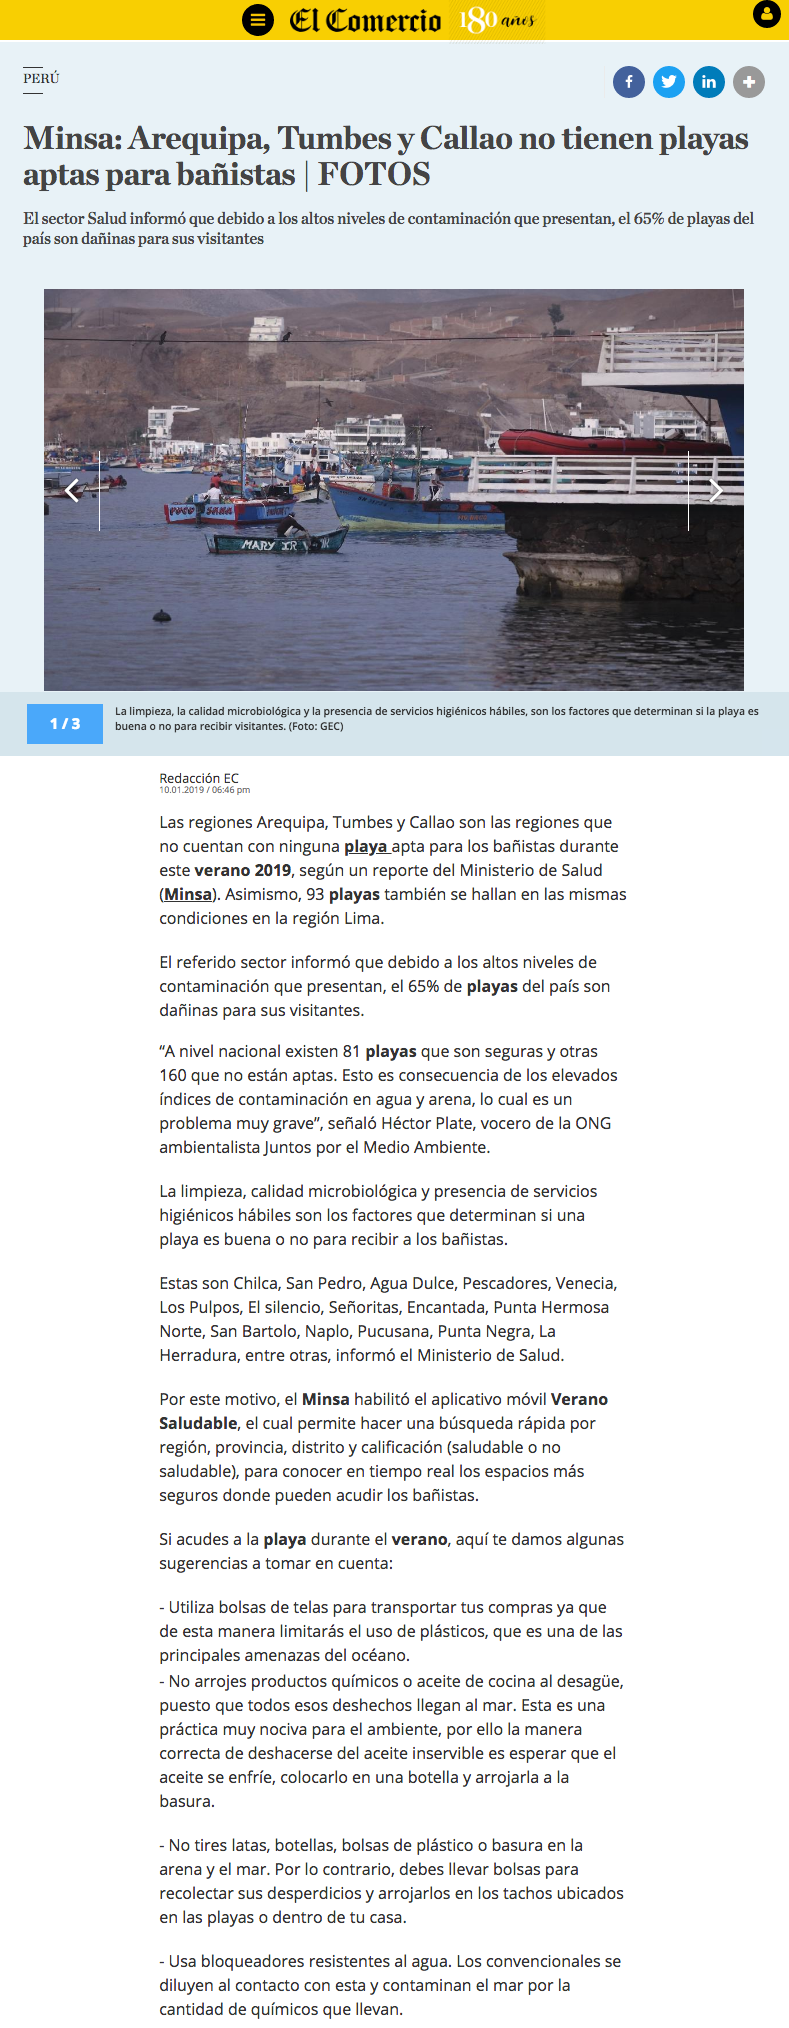 El Comercio 180 años
PERÚ
Minsa: Arequipa, Tumbes y Callao no tienen playas
aptas para bañistas | FOTOS
El sector Salud informó que debido a los altos niveles de contaminación que presentan, el 65% de playas del
país son dañinas para sus visitantes
MARY
1 / 3
La limpieza, la calidad microbiológica y la presencia de servicios higiénicos hábiles, son los factores que determinan si la playa es
buena o no para recibir visitantes. (Foto: GEC)
Redacción EC
10.01.2019 / 06:46 pm
Las regiones Arequipa, Tumbes y Callao son las regiones que
no cuentan con ninguna playa apta para los bañistas durante
este verano 2019, según un reporte del Ministerio de Salud
(Minsa). Asimismo, 93 playas también se hallan en las mismas
condiciones en la región Lima.
El referido sector informó que debido a los altos niveles de
contaminación que presentan, el 65% de playas del país son
dañinas para sus visitantes.
“A nivel nacional existen 81 playas que son seguras y otras
160 que no están aptas. Esto es consecuencia de los elevados
índices de contaminación en agua y arena, lo cual es un
problema muy grave”, señaló Héctor Plate, vocero de la ONG
ambientalista Juntos por el Medio Ambiente.
La limpieza, calidad microbiológica y presencia de servicios
higiénicos hábiles son los factores que determinan si una
playa es buena o no para recibir a los bañistas.
Estas son Chilca, San Pedro, Agua Dulce, Pescadores, Venecia,
Los Pulpos, El silencio, Señoritas, Encantada, Punta Hermosa
Norte, San Bartolo, Naplo, Pucusana, Punta Negra, La
Herradura, entre otras, informó el Ministerio de Salud.
Por este motivo, el Minsa habilitó el aplicativo móvil Verano
Saludable, el cual permite hacer una búsqueda rápida por
región, provincia, distrito y calificación (saludable o no
saludable), para conocer en tiempo real los espacios más
seguros donde pueden acudir los bañistas.
Si acudes a la playa durante el verano, aquí te damos algunas
sugerencias a tomar en cuenta:
- Utiliza bolsas de telas para transportar tus compras ya que
de esta manera limitarás el uso de plásticos, que es una de las
principales amenazas del océano.
- No arrojes productos químicos o aceite de cocina al desagüe,
puesto que todos esos deshechos llegan al mar. Esta es una
práctica muy nociva para el ambiente, por ello la manera
correcta de deshacerse del aceite inservible es esperar que el
aceite se enfríe, colocarlo en una botella y arrojarla a la
basura.
- No tires latas, botellas, bolsas de plástico o basura en la
arena y el mar. Por lo contrario, debes llevar bolsas para
recolectar sus desperdicios y arrojarlos en los tachos ubicados
en las playas o dentro de tu casa.
- Usa bloqueadores resistentes al agua. Los convencionales se
diluyen al contacto con esta y contaminan el mar por la
cantidad de químicos que llevan.